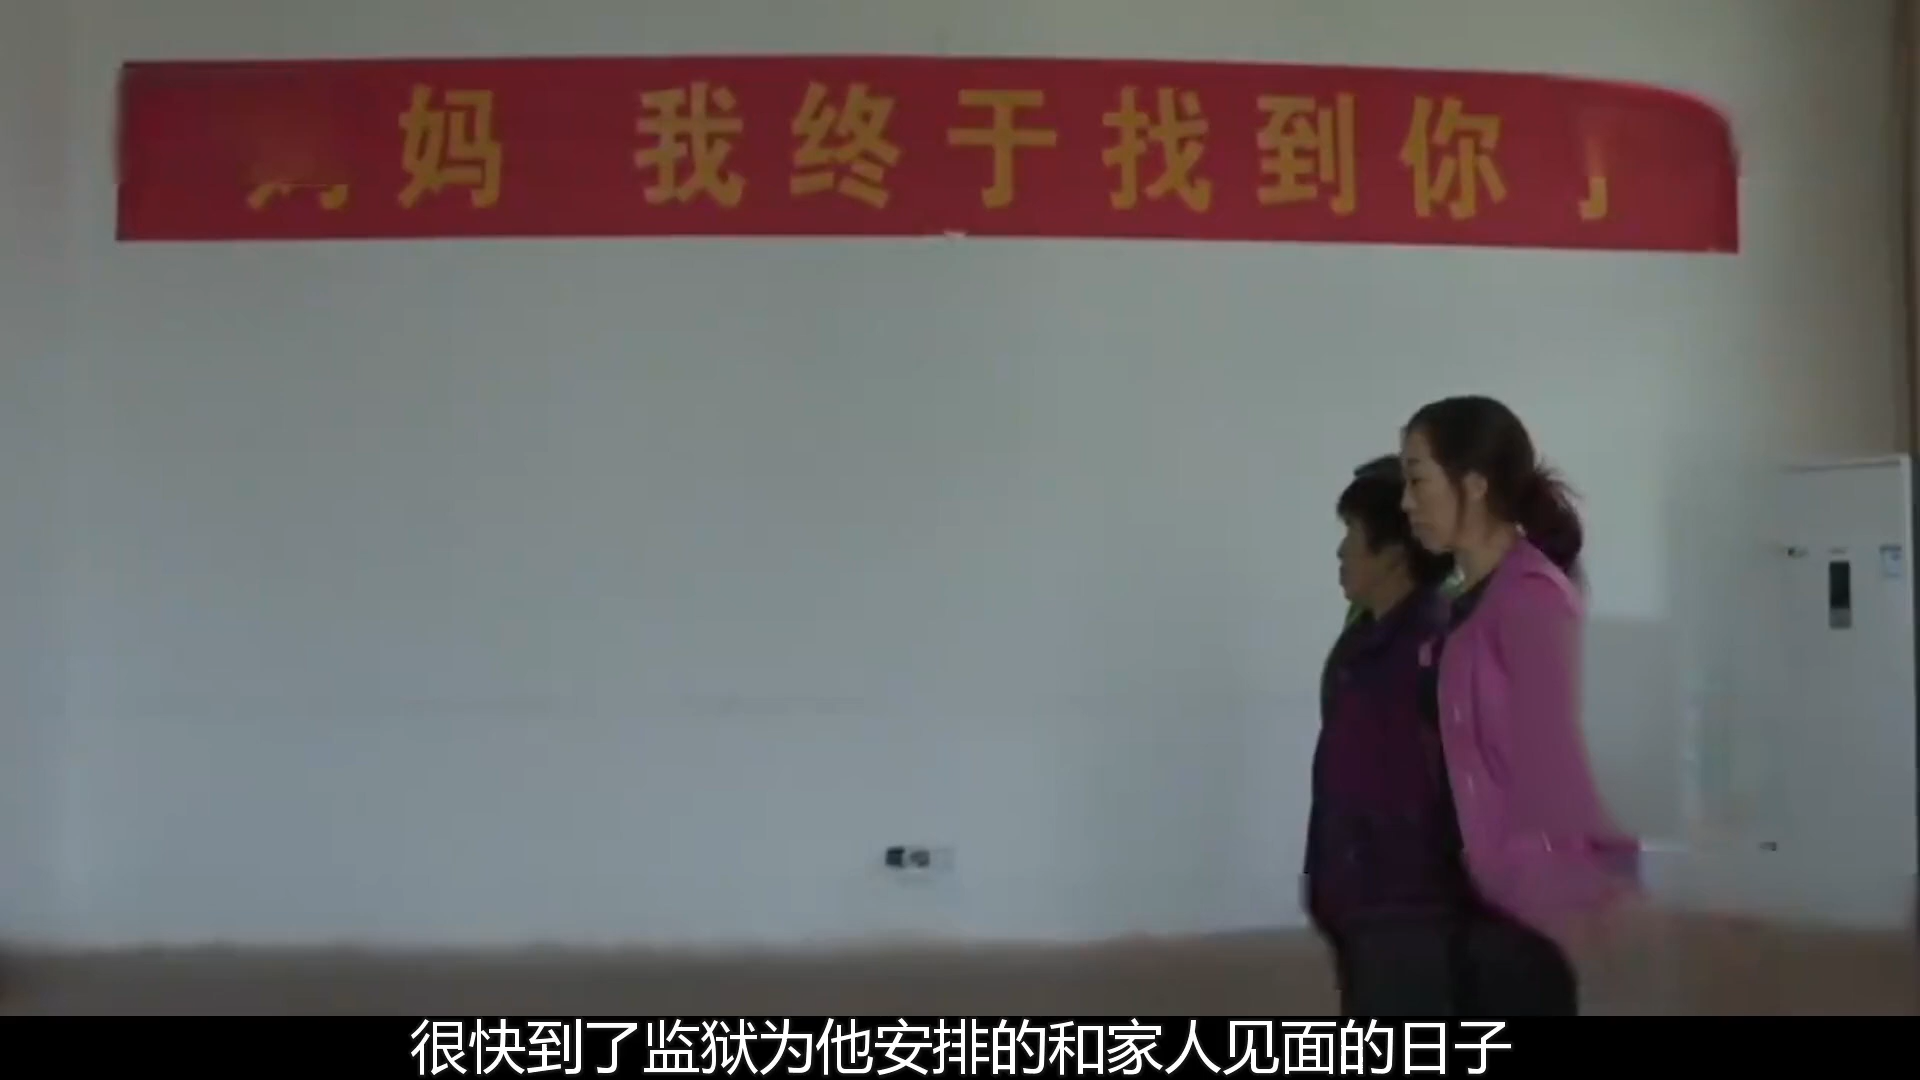 妈 我终于找到你了
很快到了监狱为他安排的和家人见面的日子